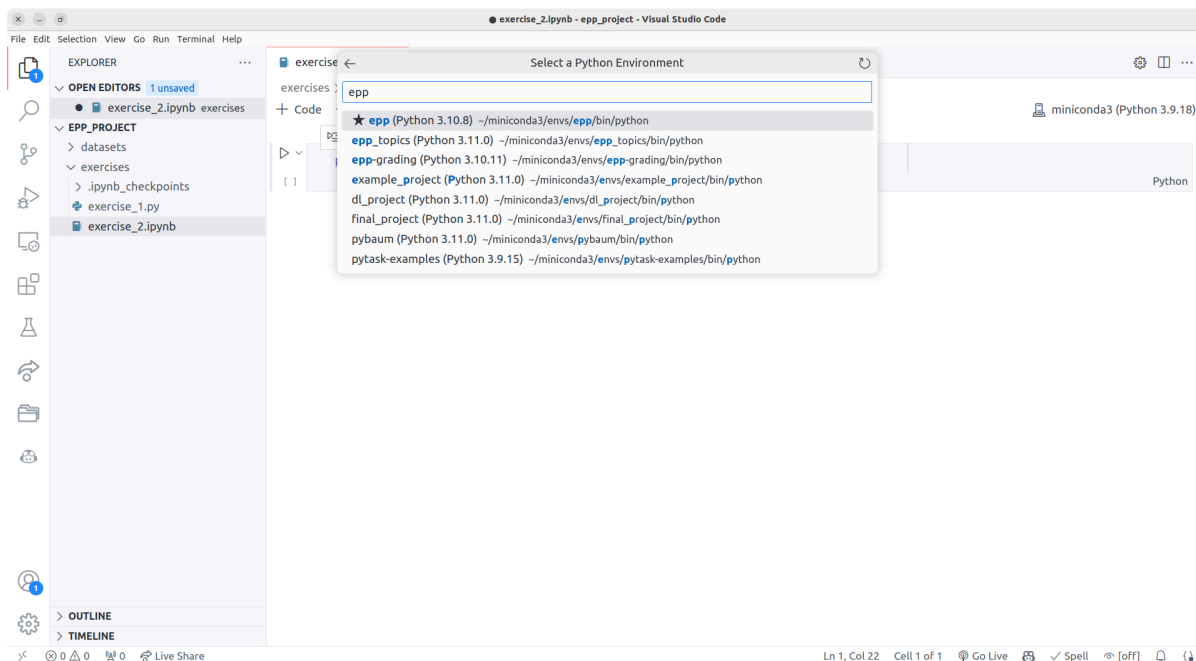 ● exercise_2.ipynb - epp_project - Visual Studio Code
File Edit Selection View Go Run Terminal Help
EXPLORER
OPEN EDITORS 1 unsaved
● exercise_2.ipynb exercises
EPP_PROJECT
datasets
exercises
.ipynb_checkpoints
exercise_1.py
exercise_2.ipynb
OUTLINE
TIMELINE
1
1
exercise
exercises
+ Code
[ ]
Select a Python Environment
epp
★ epp (Python 3.10.8) ~/miniconda3/envs/epp/bin/python
epp_topics (Python 3.11.0) ~/miniconda3/envs/epp_topics/bin/python
epp-grading (Python 3.10.11) ~/miniconda3/envs/epp-grading/bin/python
example_project (Python 3.11.0) ~/miniconda3/envs/example_project/bin/python
dl_project (Python 3.11.0) ~/miniconda3/envs/dl_project/bin/python
final_project (Python 3.11.0) ~/miniconda3/envs/final_project/bin/python
pybaum (Python 3.11.0) ~/miniconda3/envs/pybaum/bin/python
pytask-examples (Python 3.9.15) ~/miniconda3/envs/pytask-examples/bin/python
miniconda3 (Python 3.9.18)
Python
0 0 0 Live Share
Ln 1, Col 22 Cell 1 of 1 Go Live Spell [off]